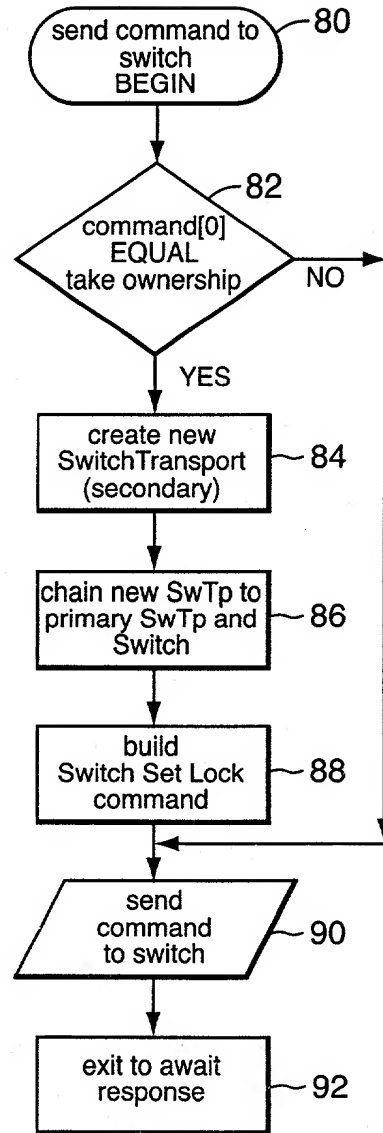 send command to
switch
BEGIN
80
82
command[0]
EQUAL
take ownership
NO
YES
create new
SwitchTransport
(secondary)
84
chain new SwTp to
primary SwTp and
Switch
86
build
Switch Set Lock
command
88
send
command
to switch
90
exit to await
response
92